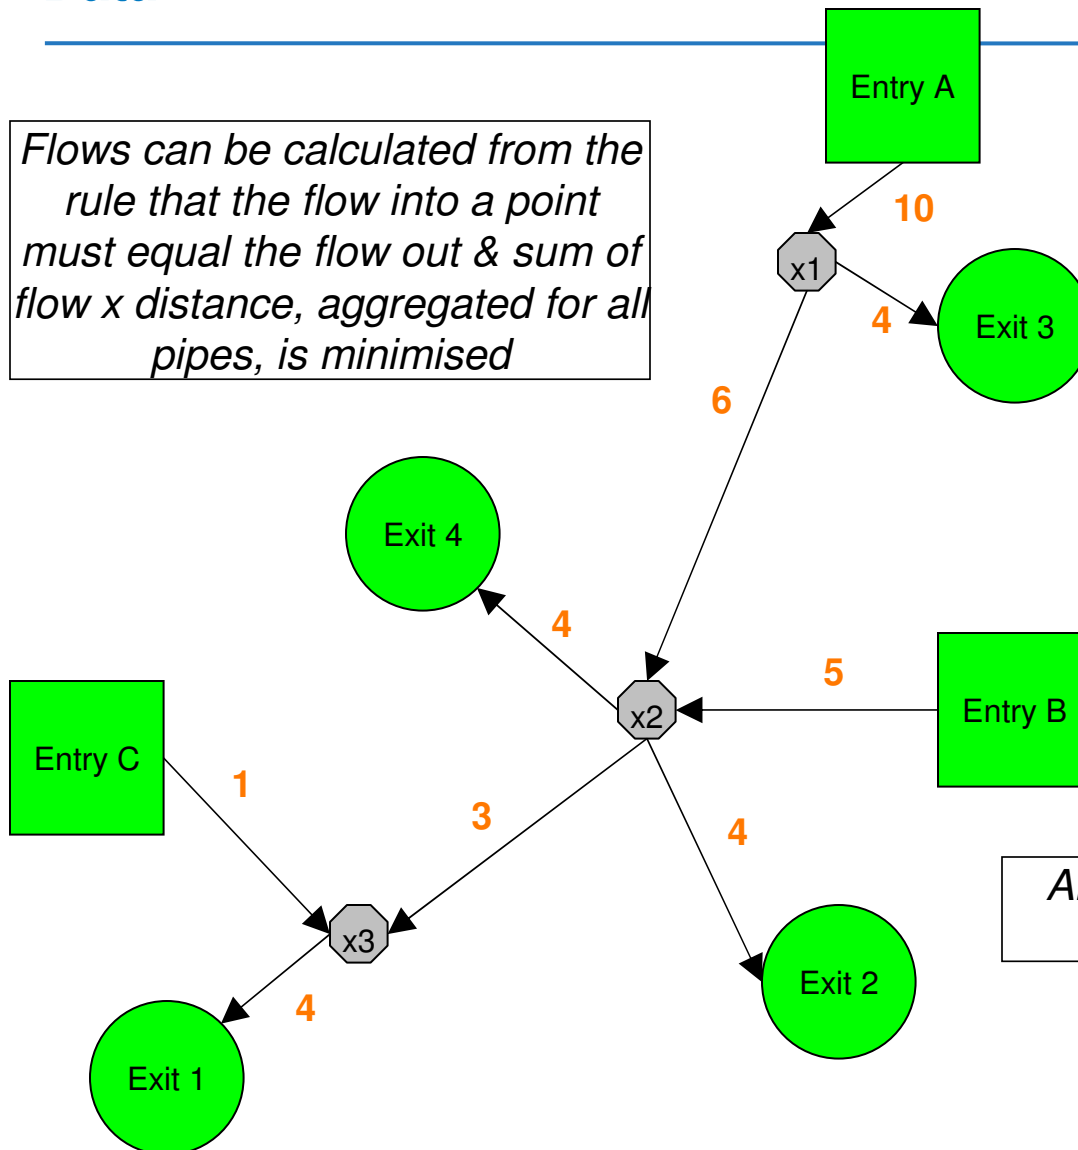 Entry A
Flows can be calculated from the
rule that the flow into a point
must equal the flow out & sum of
flow x distance, aggregated for all
pipes, is minimised
10
x1
4
Exit 3
6
Exit 4
4
5
x2
Entry B
Entry C
1
3
4
x3
Exit 2
4
Exit 1